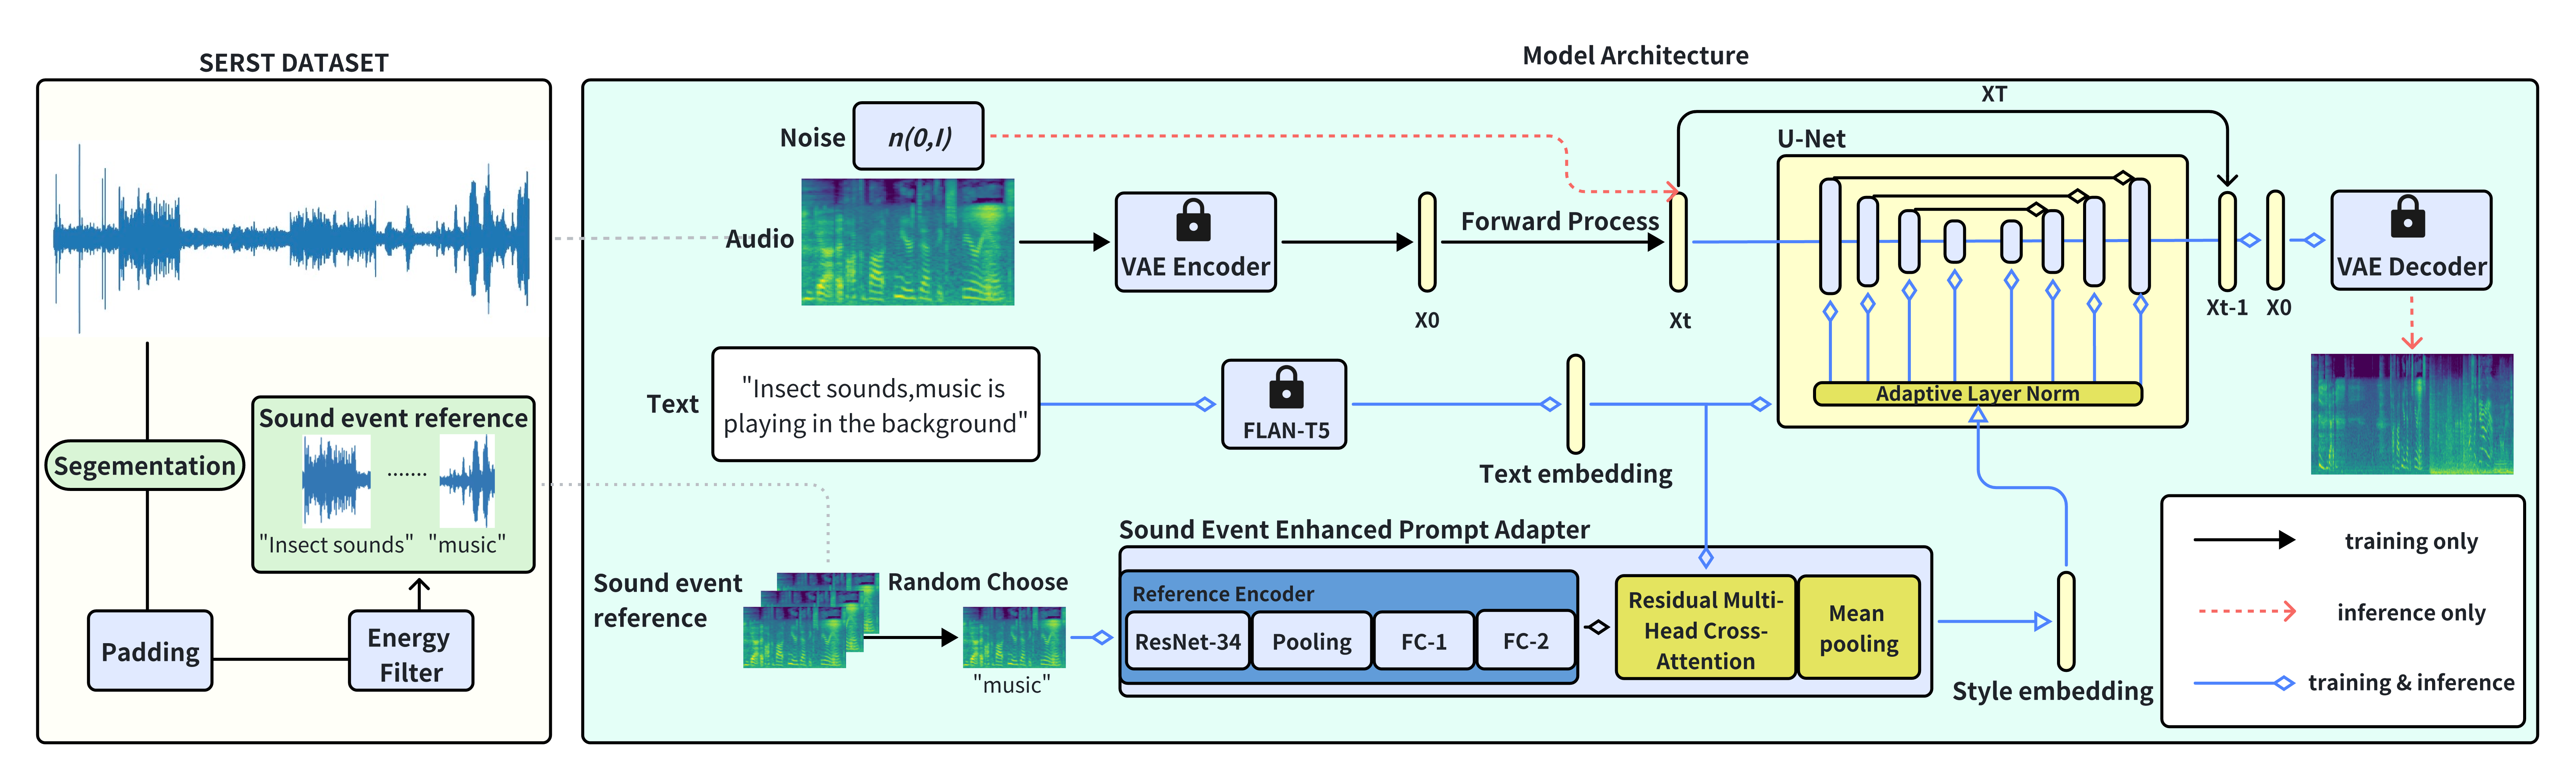 SERST DATASET
Segementation
Sound event reference
.......
"Insect sounds" "music"
Padding
Energy
Filter
Model Architecture
Noise
n(0,I)
Audio
VAE Encoder
X0
Forward Process
Xt
XT
U-Net
Adaptive Layer Norm
Xt-1
X0
VAE Decoder
Text
"Insect sounds,music is
playing in the background"
FLAN-T5
Text embedding
Sound event
reference
Random Choose
"music"
Sound Event Enhanced Prompt Adapter
Reference Encoder
ResNet-34
Pooling
FC-1
FC-2
Residual Multi-
Head Cross-
Attention
Mean
pooling
Style embedding
training only
inference only
training & inference